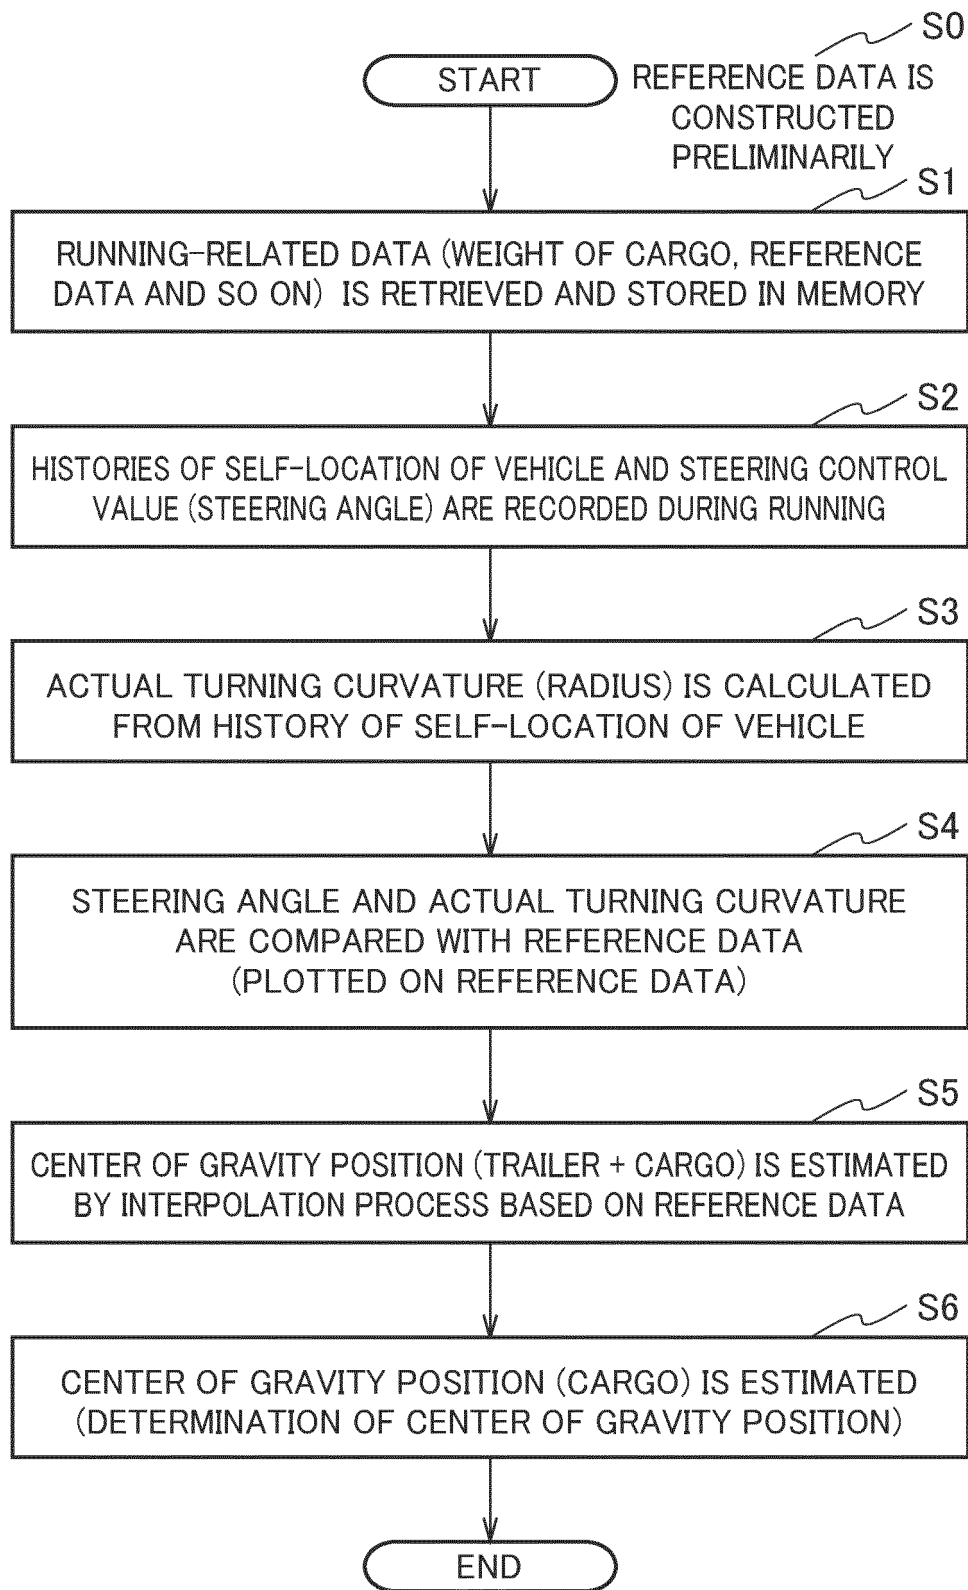 S0
START
REFERENCE DATA IS
CONSTRUCTED
PRELIMINARILY
S1
RUNNING-RELATED DATA (WEIGHT OF CARGO, REFERENCE
DATA AND SO ON) IS RETRIEVED AND STORED IN MEMORY
S2
HISTORIES OF SELF-LOCATION OF VEHICLE AND STEERING CONTROL
VALUE (STEERING ANGLE) ARE RECORDED DURING RUNNING
S3
ACTUAL TURNING CURVATURE (RADIUS) IS CALCULATED
FROM HISTORY OF SELF-LOCATION OF VEHICLE
S4
STEERING ANGLE AND ACTUAL TURNING CURVATURE
ARE COMPARED WITH REFERENCE DATA
(PLOTTED ON REFERENCE DATA)
S5
CENTER OF GRAVITY POSITION (TRAILER + CARGO) IS ESTIMATED
BY INTERPOLATION PROCESS BASED ON REFERENCE DATA
S6
CENTER OF GRAVITY POSITION (CARGO) IS ESTIMATED
(DETERMINATION OF CENTER OF GRAVITY POSITION)
END